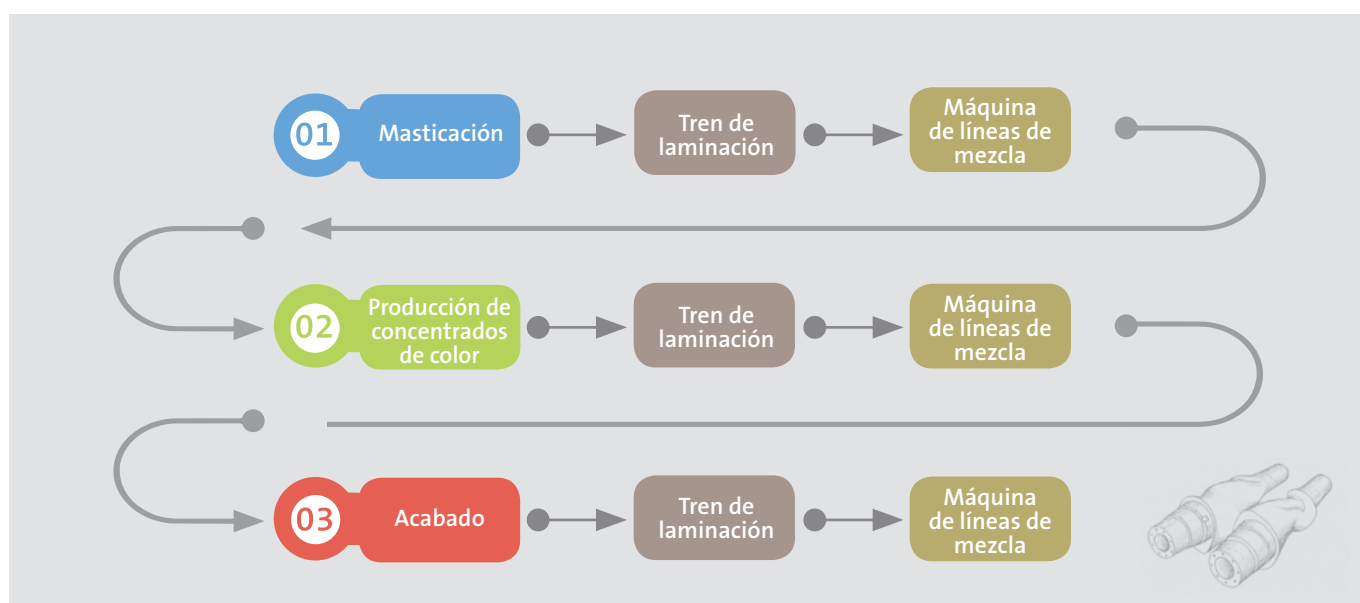 01
Masticación
Tren de
laminación
Máquina
de líneas de
mezcla
02
Producción de
concentrados
de color
Tren de
laminación
Máquina
de líneas de
mezcla
03
Acabado
Tren de
laminación
Máquina
de líneas de
mezcla